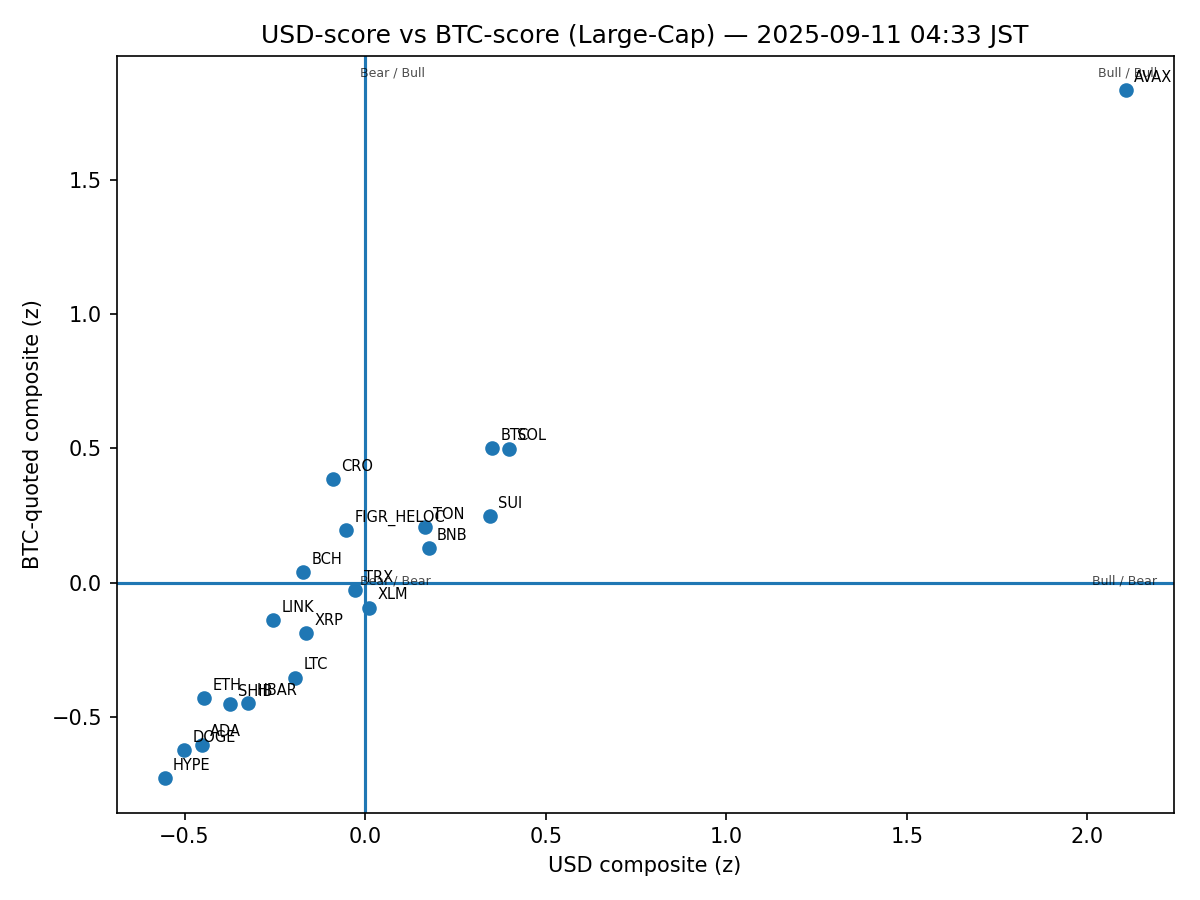 USD-score vs BTC-score (Large-Cap) — 2025-09-11 04:33 JST
Bear / Bull
Bull / Bull
AVAX
BTC
SOL
CRO
SUI
FIGR_HELOC
TON
BNB
BCH
TRX
Bear / Bear
Bull / Bear
XLM
LINK
XRP
LTC
ETH
SHIB
HBAR
ADA
DOGE
HYPE
1.5
1.0
0.5
0.0
−0.5
BTC-quoted composite (z)
−0.5
0.0
0.5
1.0
1.5
2.0
USD composite (z)